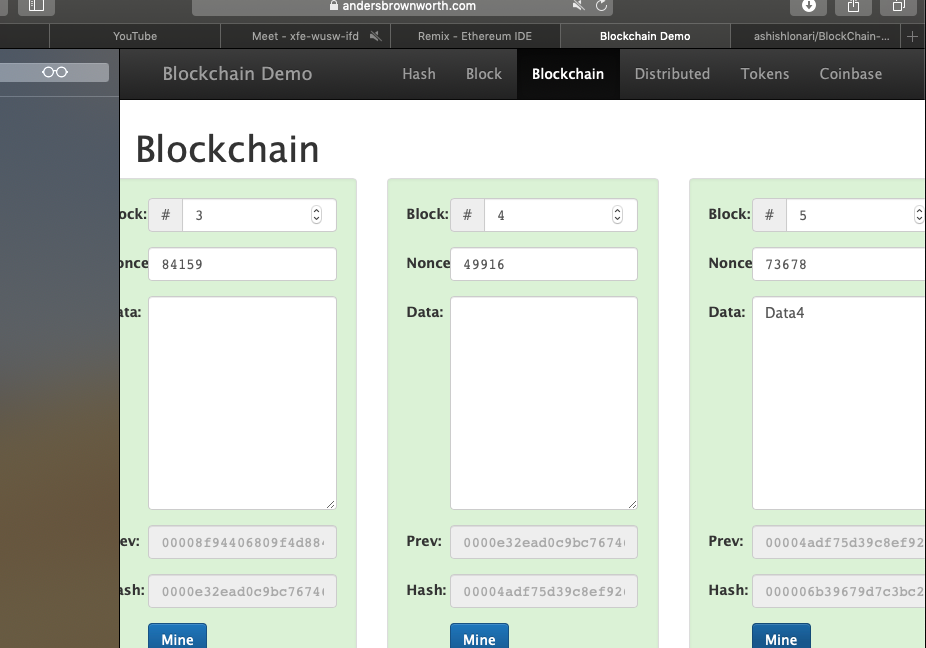 andersbrownworth.com
YouTube
Meet - xfe-wusw-ifd
Remix - Ethereum IDE
Blockchain Demo
ashishlonari/BlockChain-...
Blockchain Demo
Hash
Block
Blockchain
Distributed
Tokens
Coinbase
Blockchain
ock: # 3
once 84159
ata:
ev: 00008f94406809f4d884
ash: 0000e32ead0c9bc7674
Mine
Block: # 4
Nonce 49916
Data:
Prev: 0000e32ead0c9bc7674
Hash: 00004adf75d39c8ef92
Mine
Block: # 5
Nonce 73678
Data: Data4
Prev: 00004adf75d39c8ef92
Hash: 000006b39679d7c3bc2
Mine